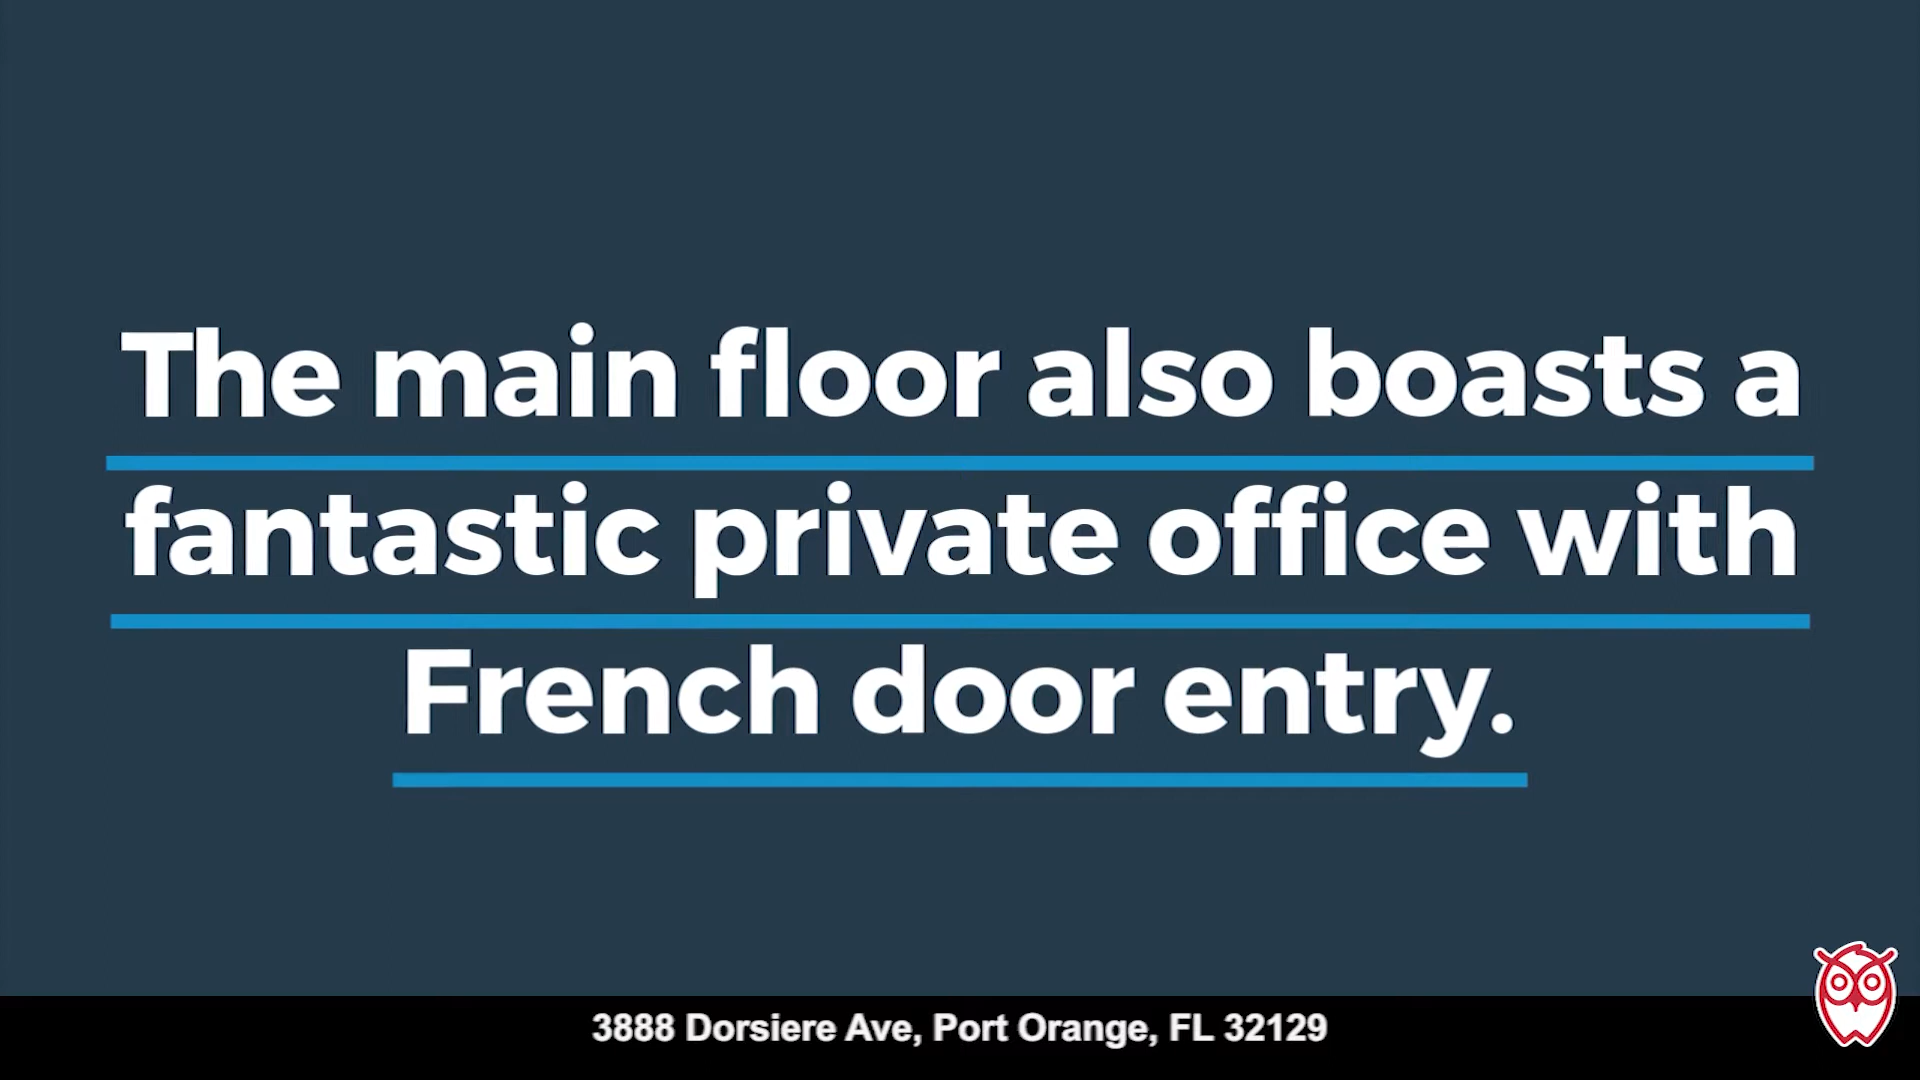 The main floor also boasts a
fantastic private office with
French door entry.
3888 Dorsiere Ave, Port Orange, FL 32129